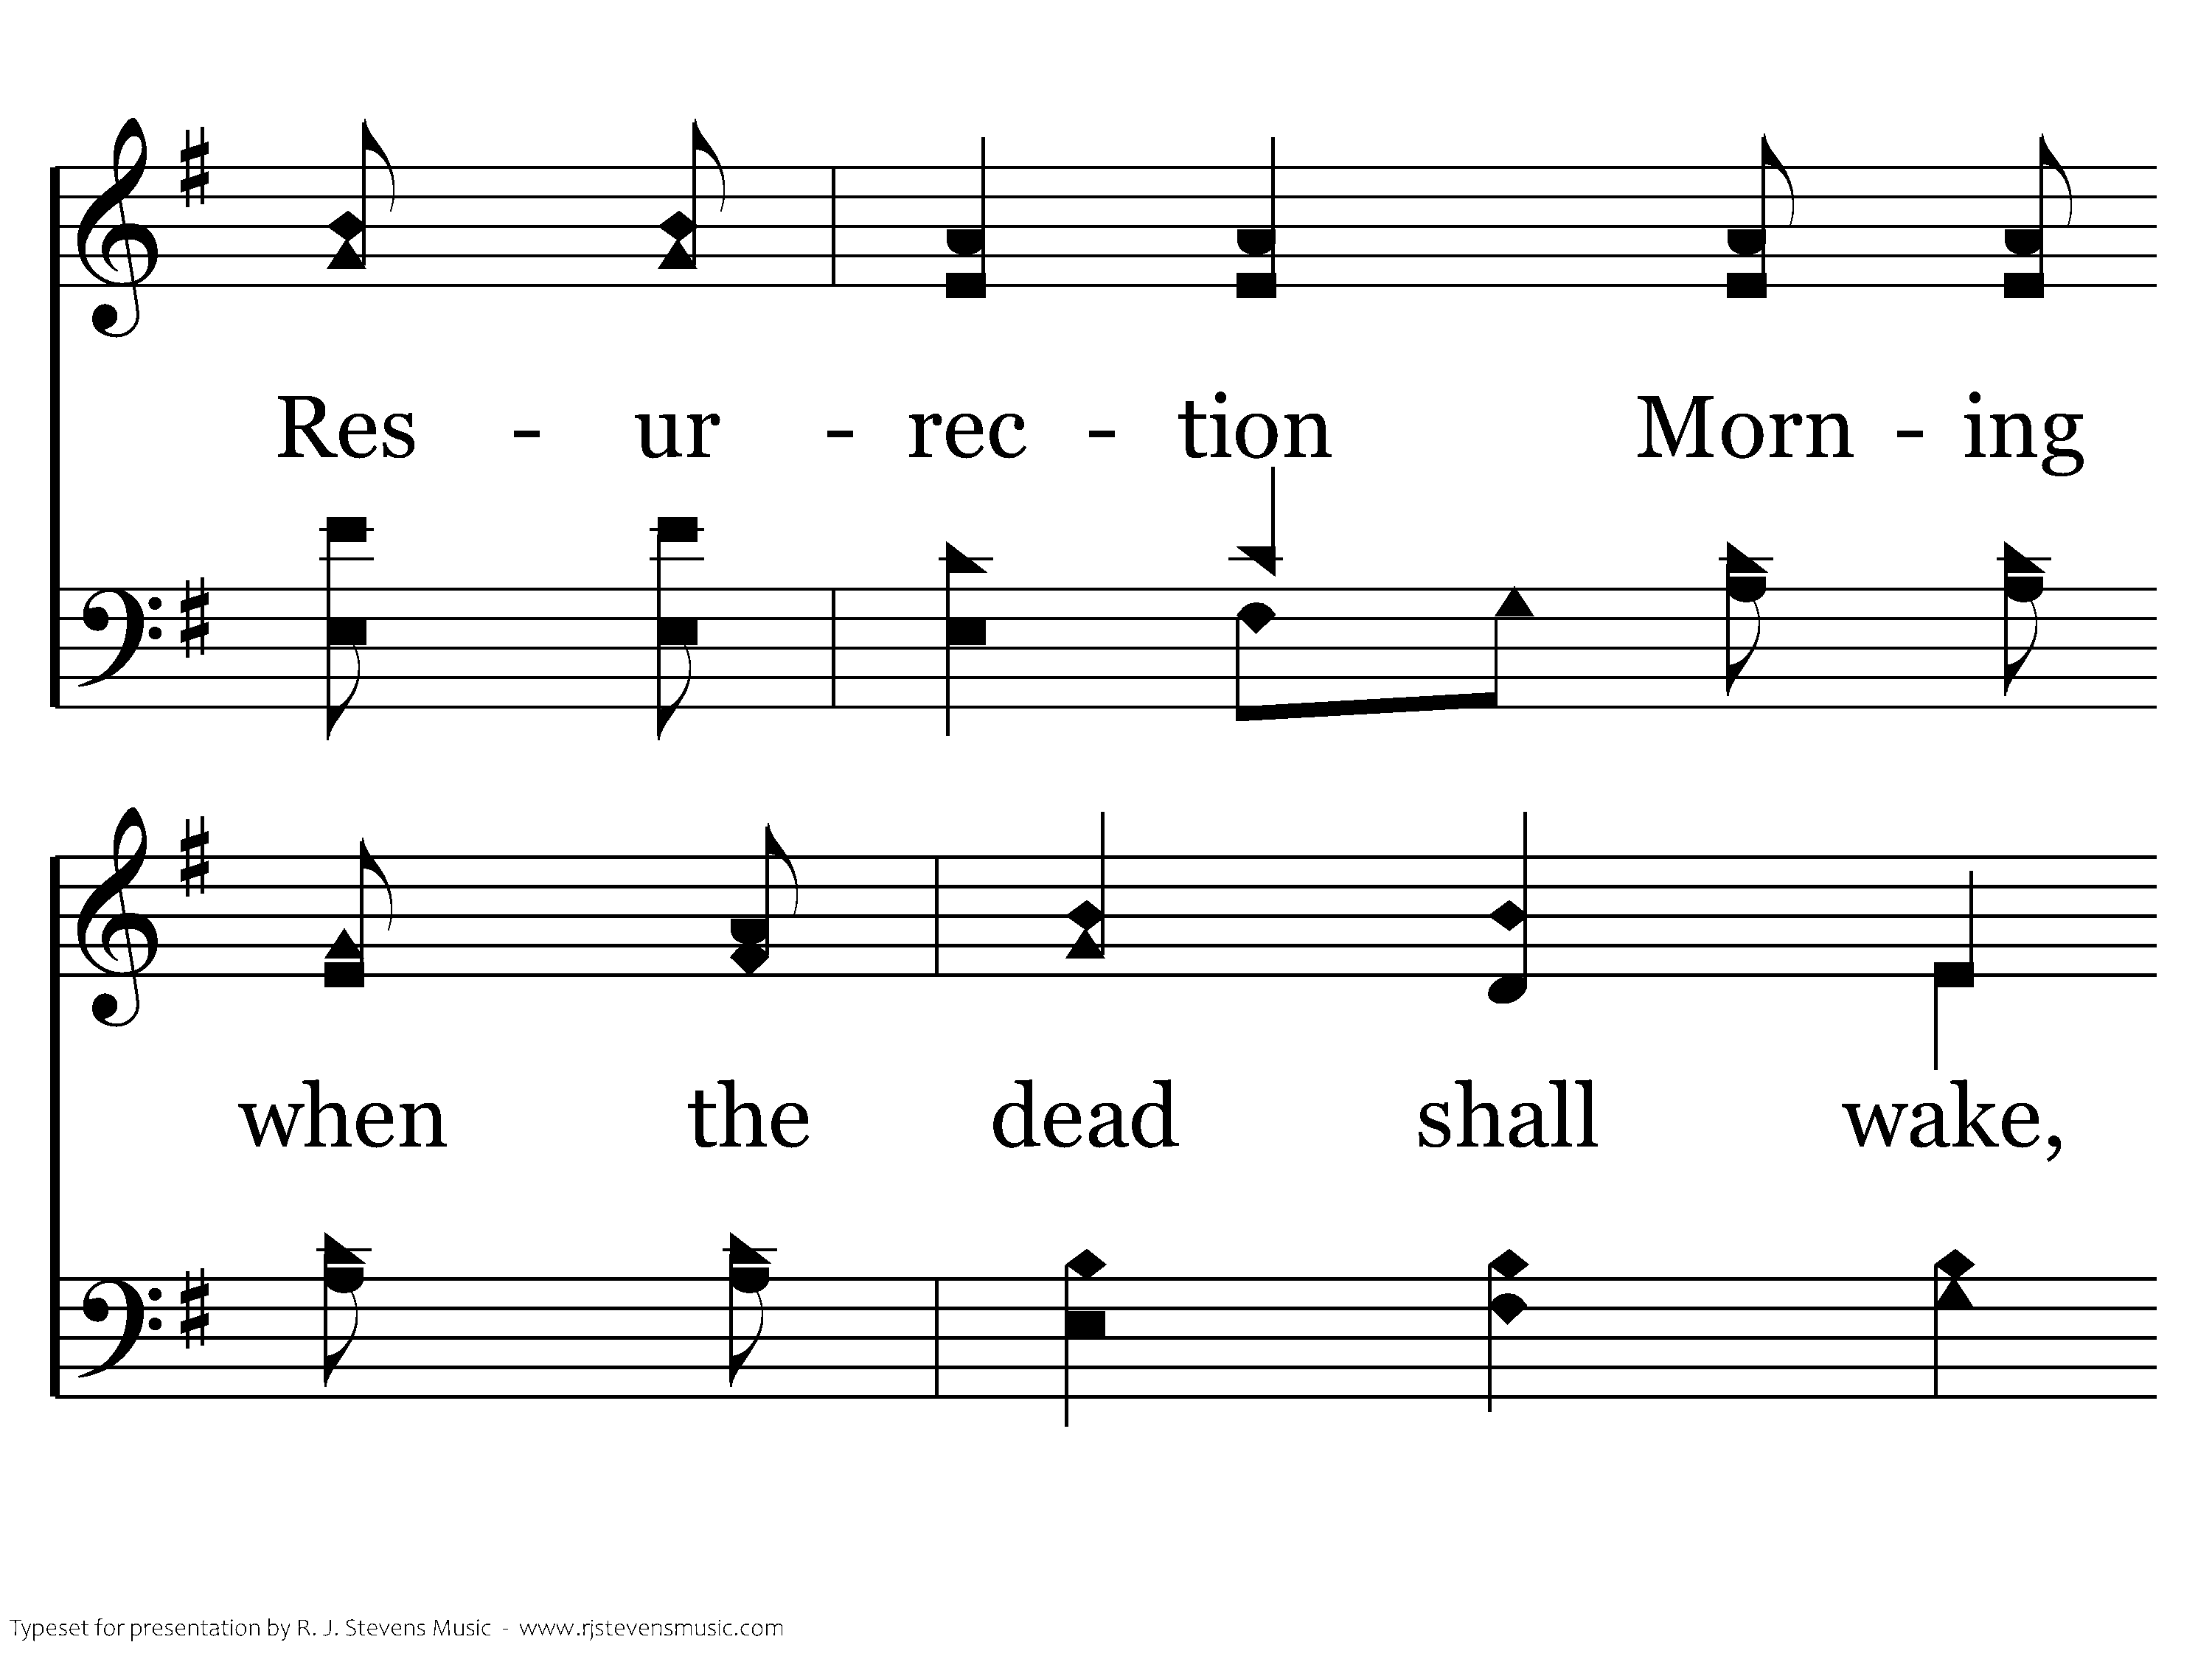 Res - ur - rec - tion Morn - ing
when the dead shall wake,
Typeset for presentation by R. J. Stevens Music - www.rjstevensmusic.com